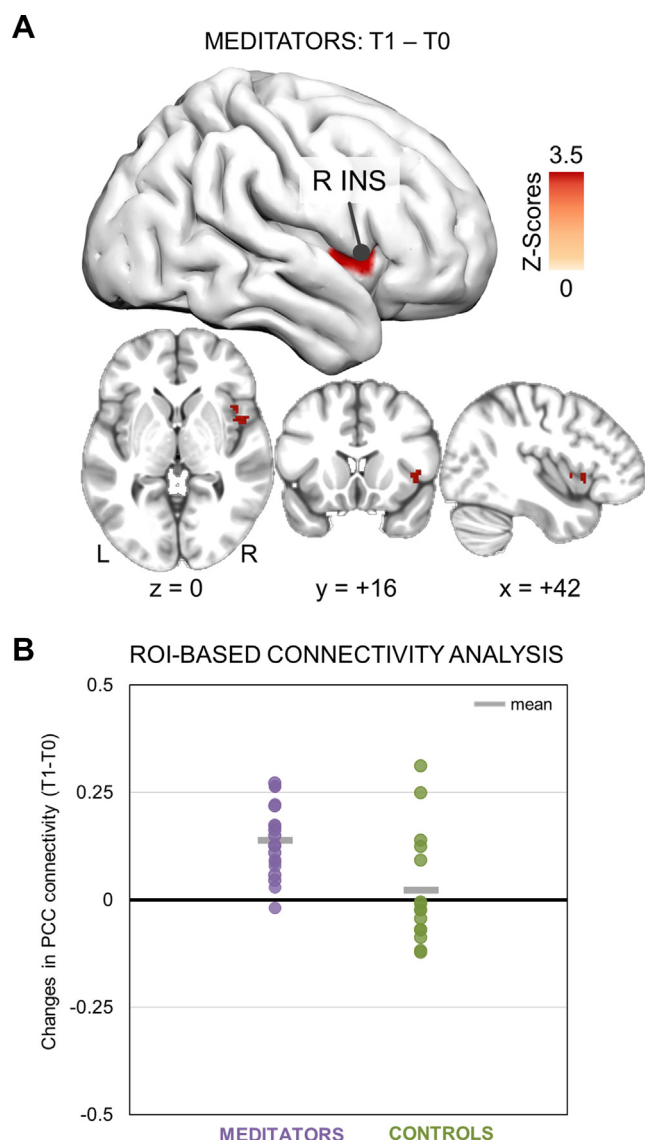 A
MEDITATORS: T1 – T0
R INS
3.5
Z-Scores
0
L
R
z = 0
y = +16
x = +42
B
ROI-BASED CONNECTIVITY ANALYSIS
0.5
mean
0.25
0
-0.25
-0.5
Changes in PCC connectivity (T1-T0)
MEDITATORS
CONTROLS